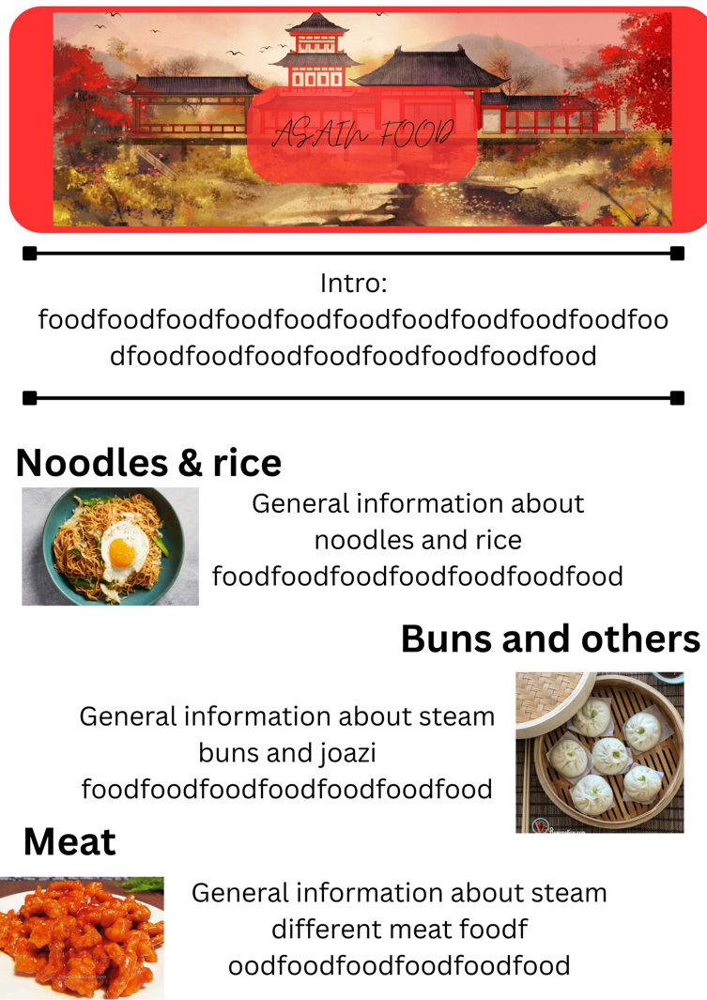 ASAIN FOOD
Intro:
foodfoodfoodfoodfoodfoodfoodfoodfoodfoodfoo
dfoodfoodfoodfoodfoodfoodfoodfood
Noodles & rice
General information about
noodles and rice
foodfoodfoodfoodfoodfoodfood
Buns and others
General information about steam
buns and joazi
foodfoodfoodfoodfoodfoodfood
Meat
General information about steam
different meat foodf
oodfoodfoodfoodfoodfood